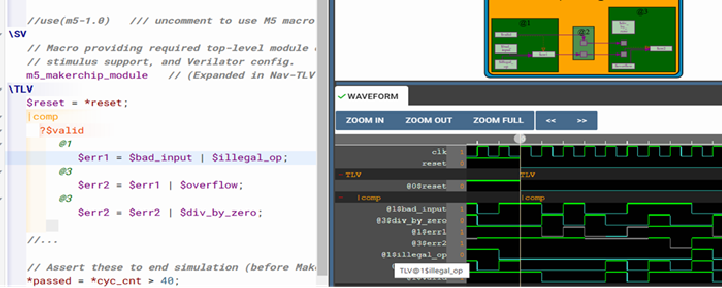 //use(m5-1.0)   /// uncomment to use M5 macro
\SV
// Macro providing required top-level module
// stimulus support, and Verilator config.
m5_makerchip_module   // (Expanded in Nav-TLV
\TLV
$reset = *reset;
|comp
?$valid
@1
$err1 = $bad_input | $illegal_op;
@3
$err2 = $err1 | $overflow;
@3
$err2 = $err2 | $div_by_zero;
//...
// Assert these to end simulation (before Mak
*passed = *cyc_cnt > 40;
WAVEFORM
ZOOM IN ZOOM OUT ZOOM FULL << >>
clk
reset
TLV TLV
@0$reset
|comp |comp
@1$bad_input
@3$div_by_zero
@1$err1
@3$err2
@1$illegal_op
TLV@1$illegal_op